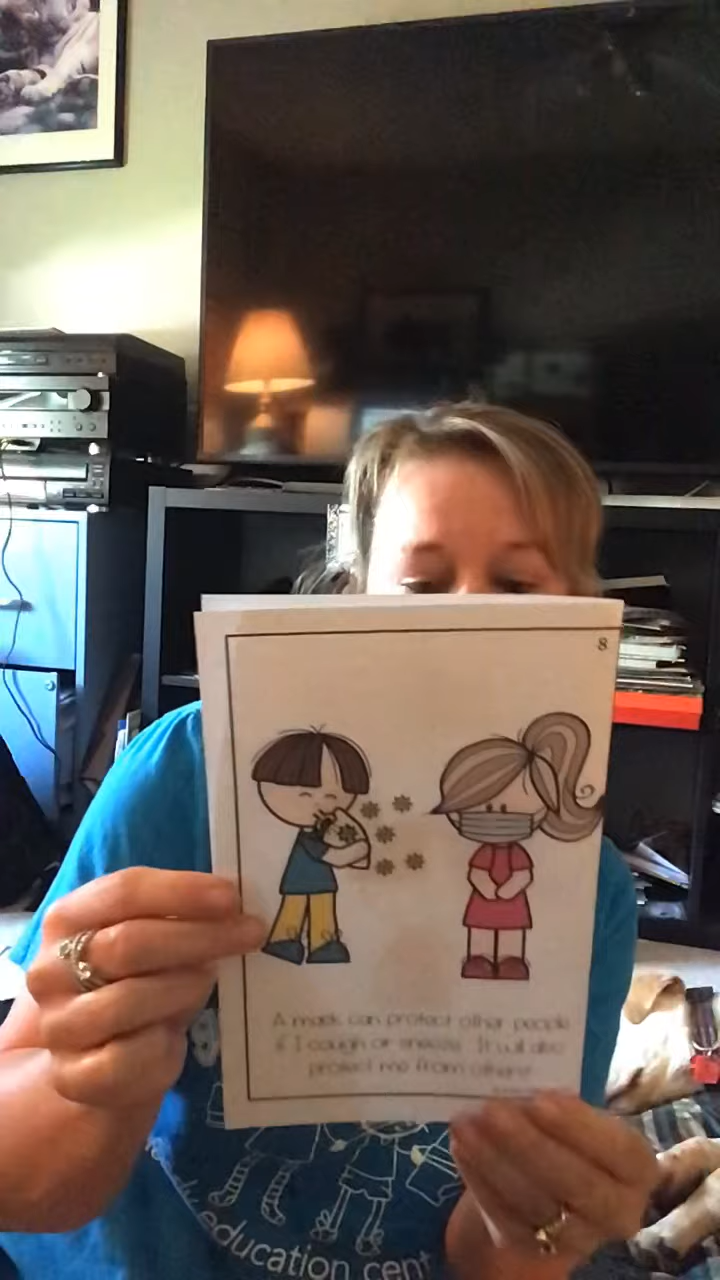 8
A mask can protect other people
if I cough or sneeze. It will also
protect me from others!
education cent